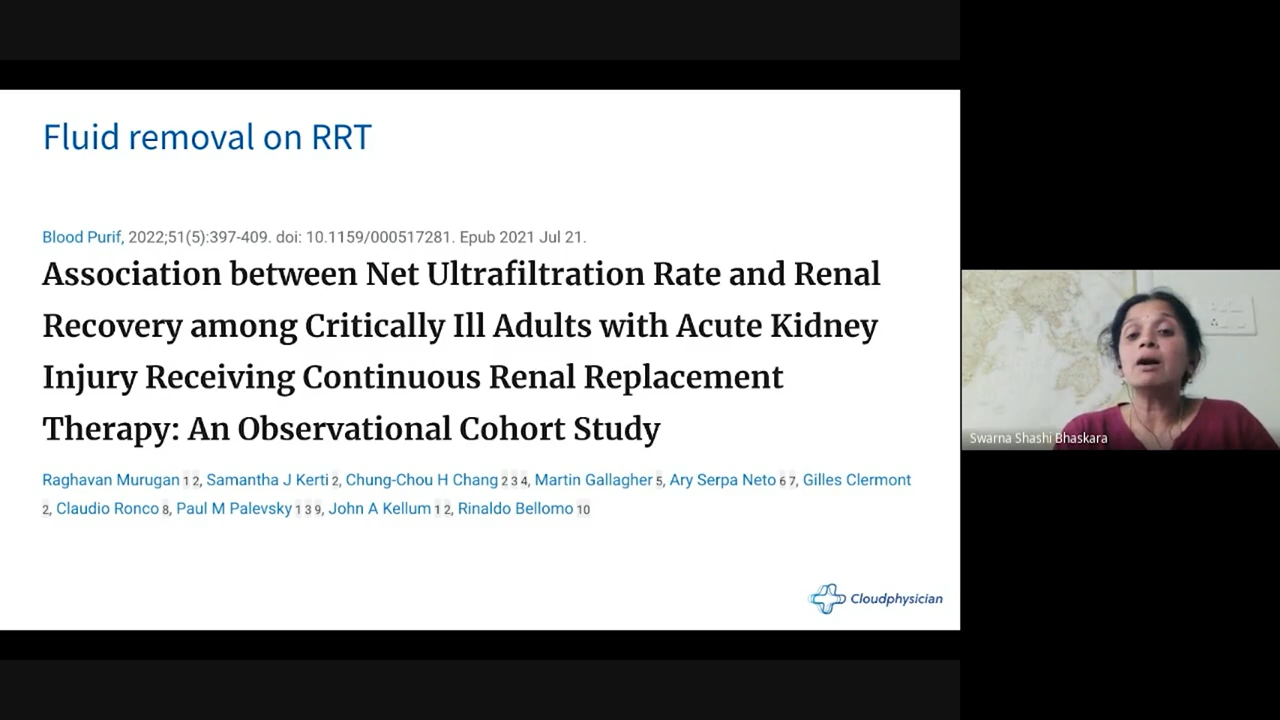 Fluid removal on RRT
Blood Purif, 2022;51(5):397-409. doi: 10.1159/000517281. Epub 2021 Jul 21.
Association between Net Ultrafiltration Rate and Renal
Recovery among Critically Ill Adults with Acute Kidney
Injury Receiving Continuous Renal Replacement
Therapy: An Observational Cohort Study
Raghavan Murugan 1 2, Samantha J Kerti 2, Chung-Chou H Chang 2 3 4, Martin Gallagher 5, Ary Serpa Neto 6 7, Gilles Clermont
2, Claudio Ronco 8, Paul M Palevsky 1 3 9, John A Kellum 1 2, Rinaldo Bellomo 10
Cloudphysician
Swarna Shashi Bhaskara